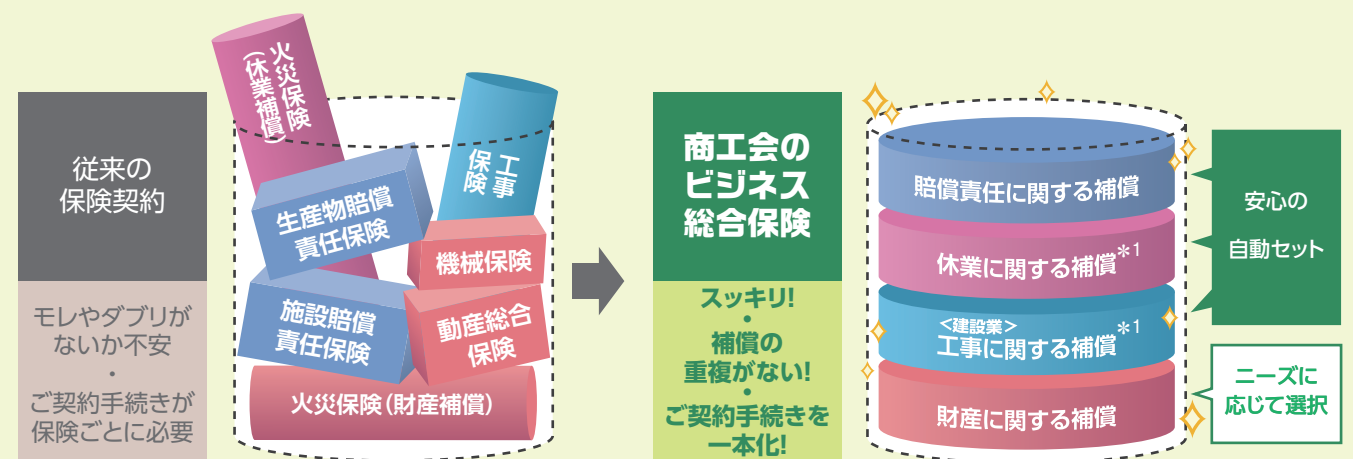 従来の
保険契約
モレやダブリが
ないか不安
・
ご契約手続きが
保険ごとに必要
火災保険
(休業補償)
工事
保険
生産物賠償
責任保険
機械保険
施設賠償
責任保険
動産総合
保険
火災保険(財産補償)
商工会の
ビジネス
総合保険
スッキリ!
・
補償の
重複がない!
・
ご契約手続きを
一本化!
賠償責任に関する補償
休業に関する補償*1
<建設業>
工事に関する補償*1
財産に関する補償
安心の
自動セット
ニーズに
応じて選択